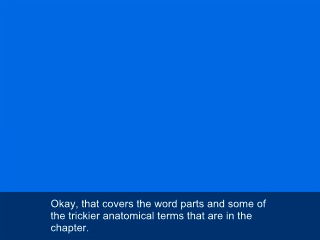 Okay, that covers the word parts and some of
the trickier anatomical terms that are in the
chapter.